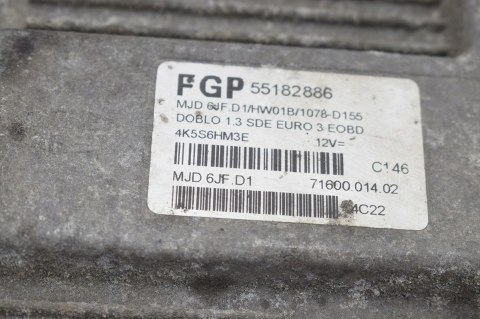 FGP 55182886
MJD 6JF.D1/HW01B/1078-D155
DOBLO 1.3 SDE EURO 3 EOBD
4K5S6HM3E 12V=
C146
MJD 6JF.D1 71600.014.02
4C22